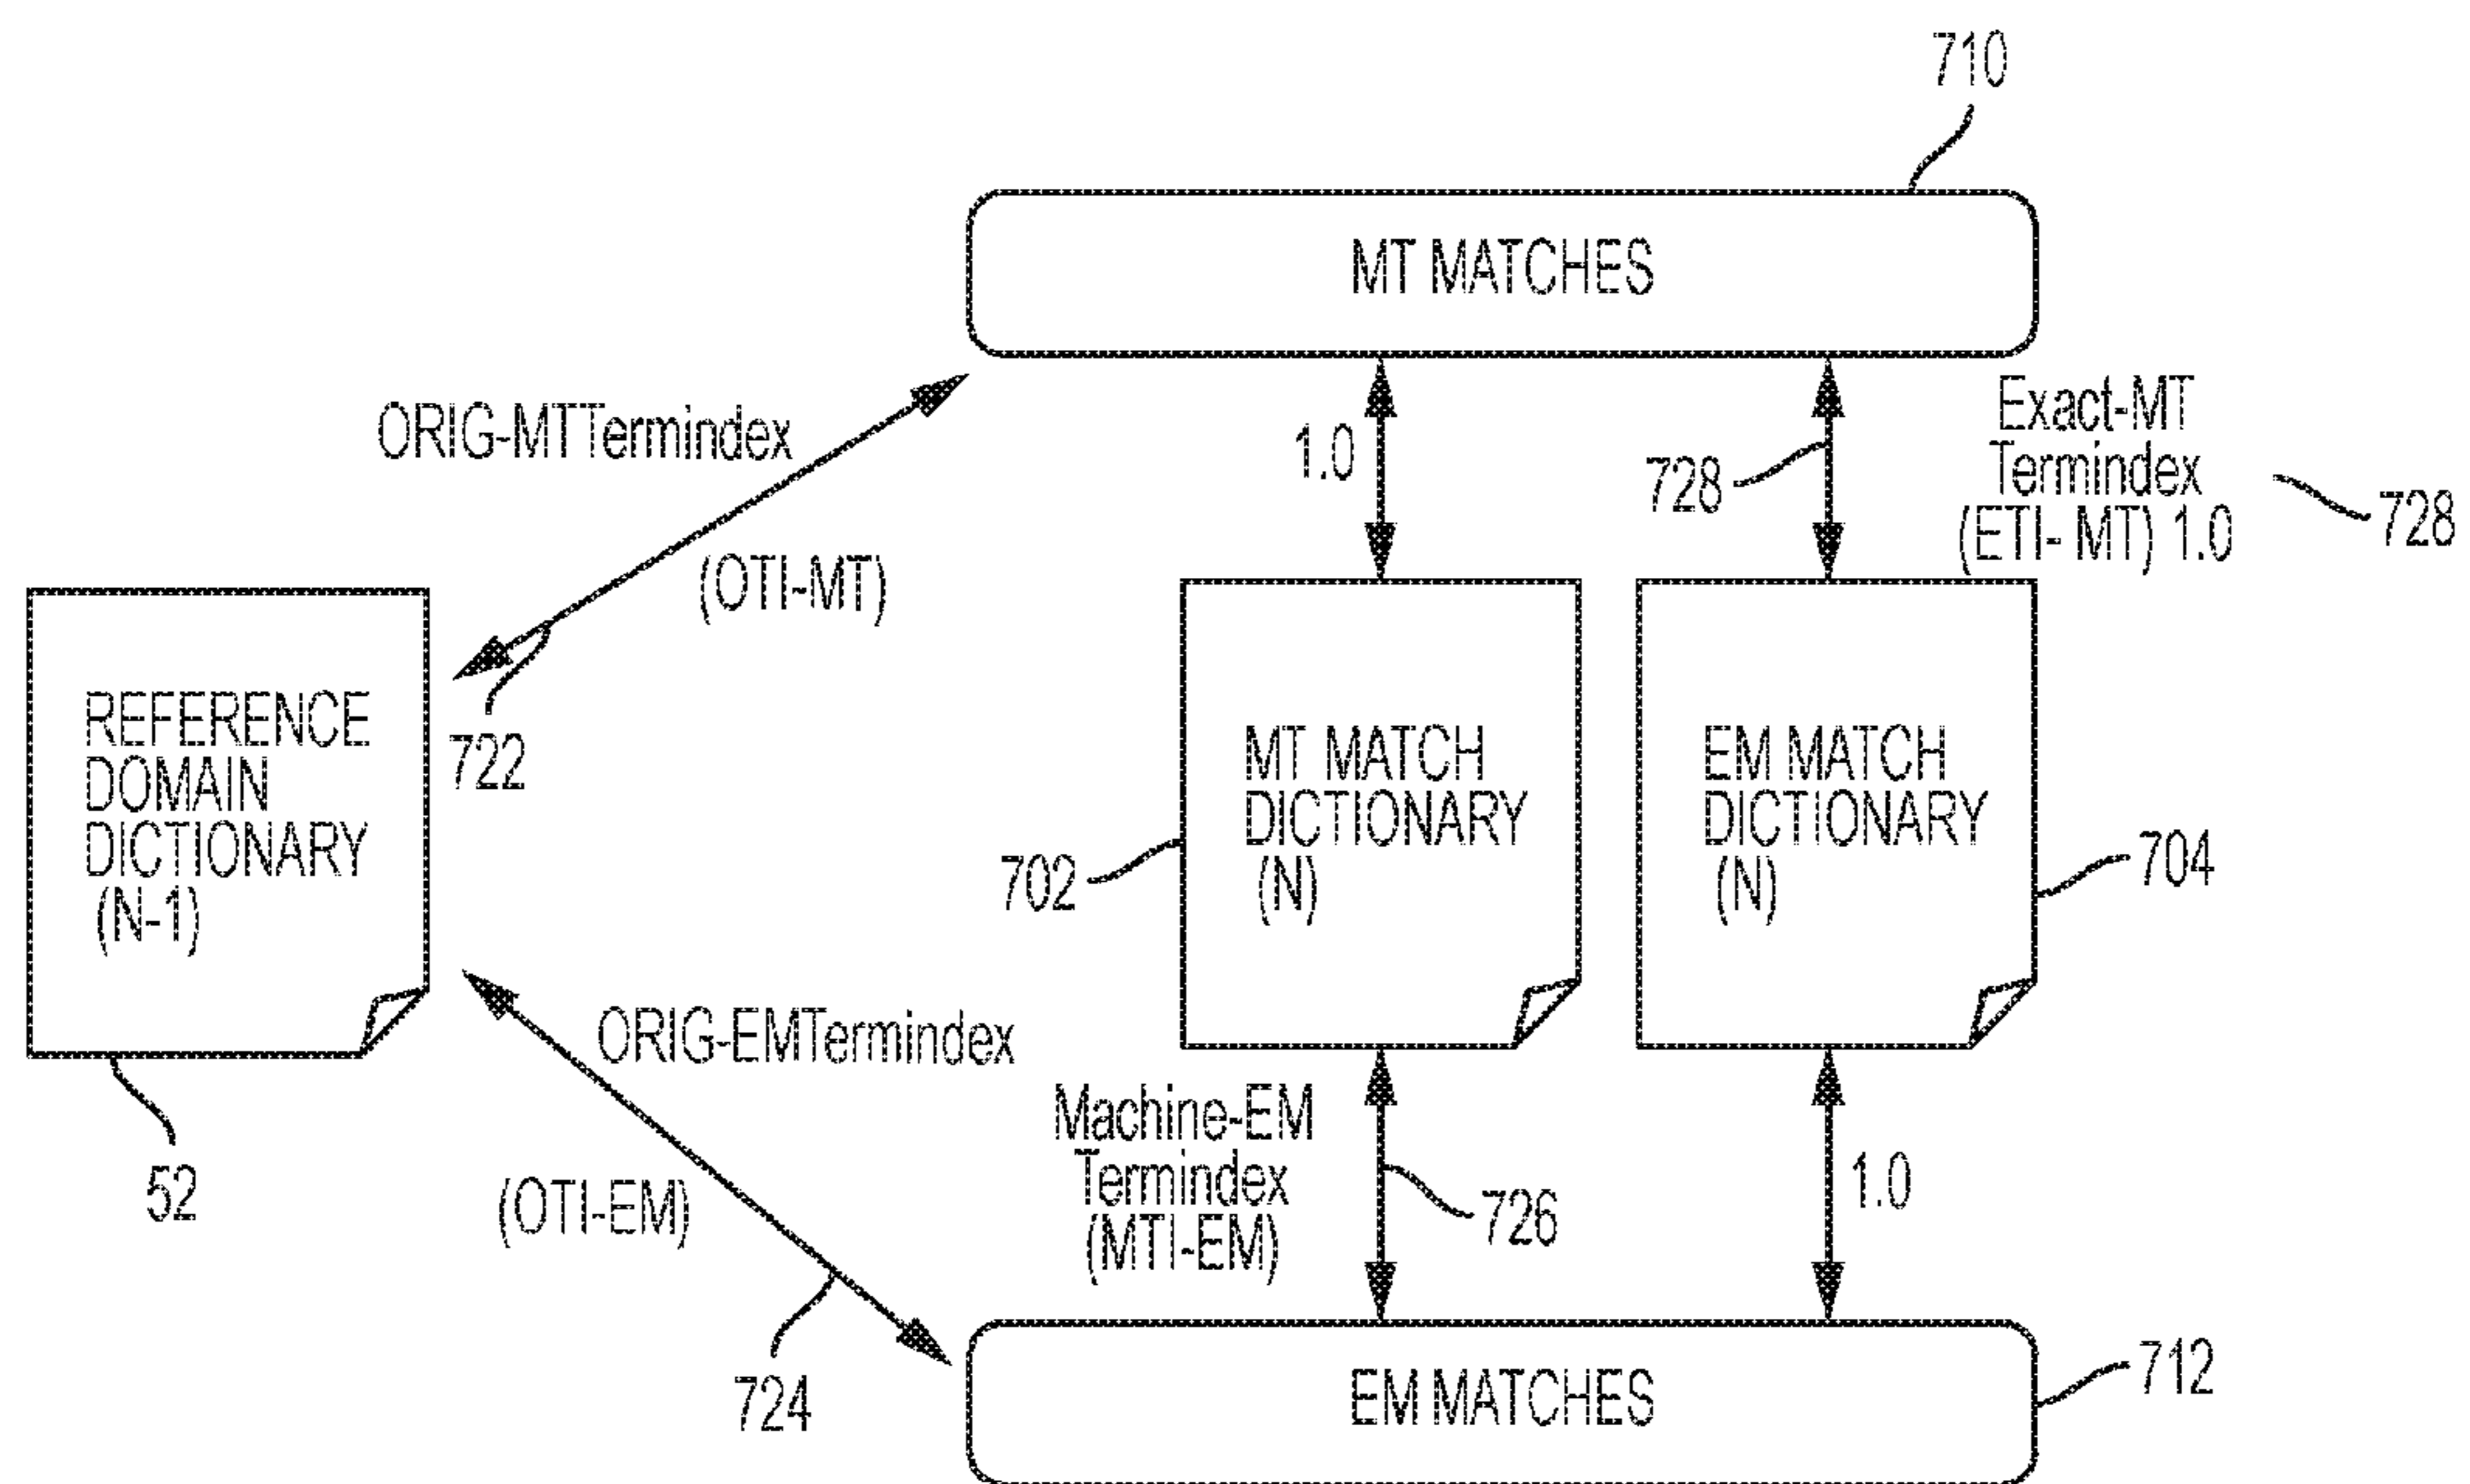 710
MT MATCHES
ORIG-MTTermindex
(OTI-MT)
722
1.0
728
Exact-MT
Termindex
(ETI- MT) 1.0
728
REFERENCE
DOMAIN
DICTIONARY
(N-1)
52
MT MATCH
DICTIONARY
(N)
702
EM MATCH
DICTIONARY
(N)
704
ORIG-EMTermindex
(OTI-EM)
724
Machine-EM
Termindex
(MTI-EM)
726
1.0
EM MATCHES
712